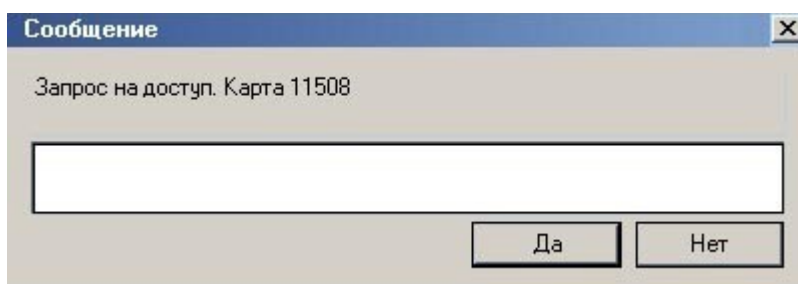 Сообщение
Запрос на доступ. Карта 11508
Да
Нет